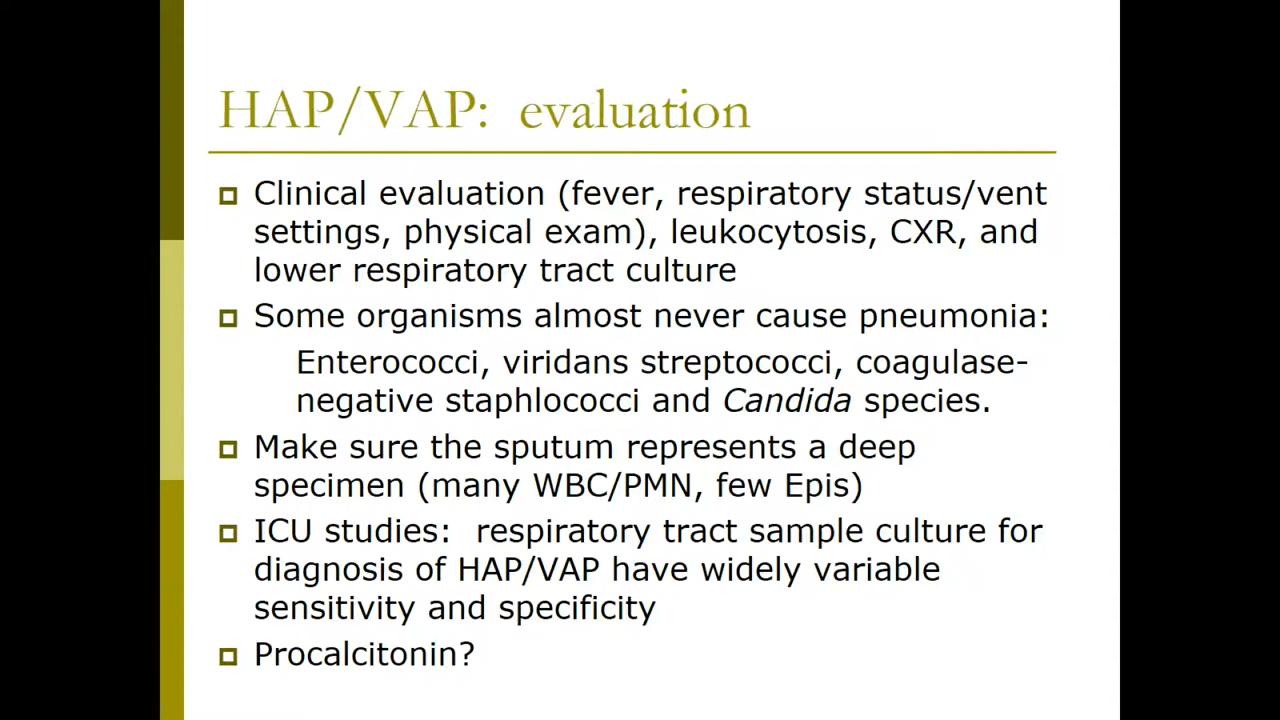 HAP/VAP: evaluation
Clinical evaluation (fever, respiratory status/vent
settings, physical exam), leukocytosis, CXR, and
lower respiratory tract culture
Some organisms almost never cause pneumonia:
Enterococci, viridans streptococci, coagulase-
negative staphlococci and Candida species.
Make sure the sputum represents a deep
specimen (many WBC/PMN, few Epis)
ICU studies: respiratory tract sample culture for
diagnosis of HAP/VAP have widely variable
sensitivity and specificity
Procalcitonin?